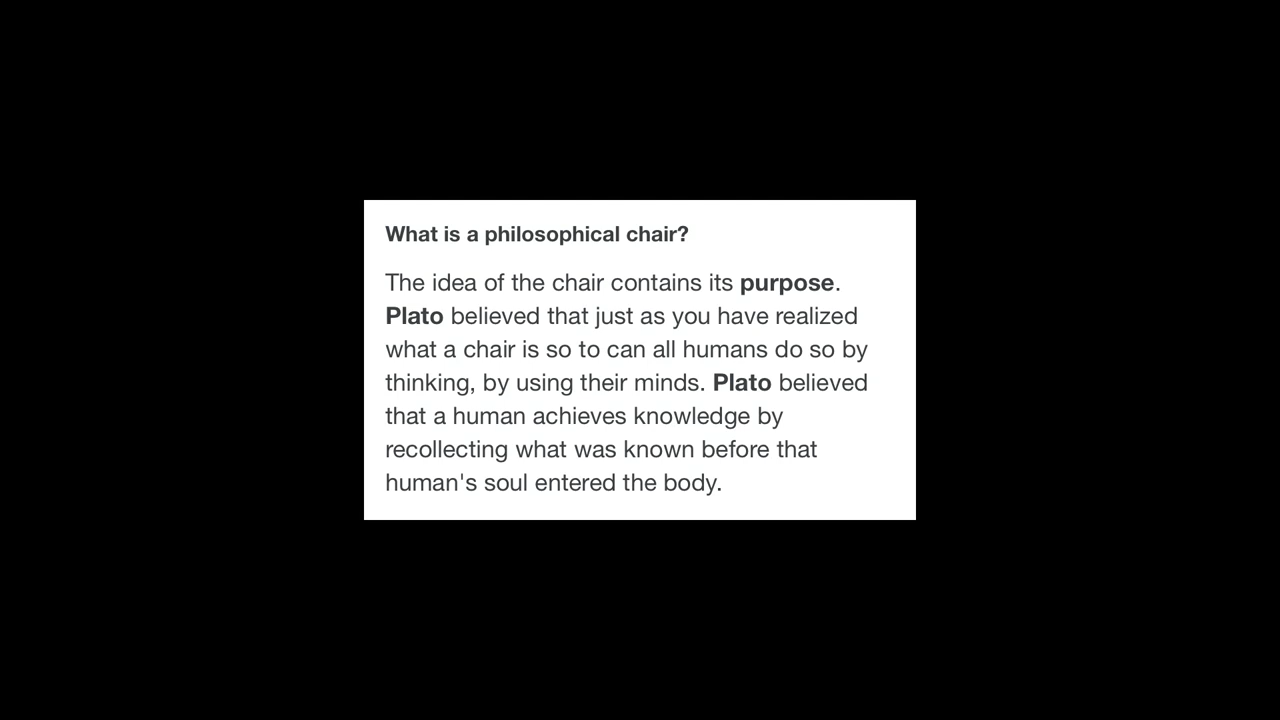 What is a philosophical chair?
The idea of the chair contains its purpose.
Plato believed that just as you have realized
what a chair is so to can all humans do so by
thinking, by using their minds. Plato believed
that a human achieves knowledge by
recollecting what was known before that
human's soul entered the body.